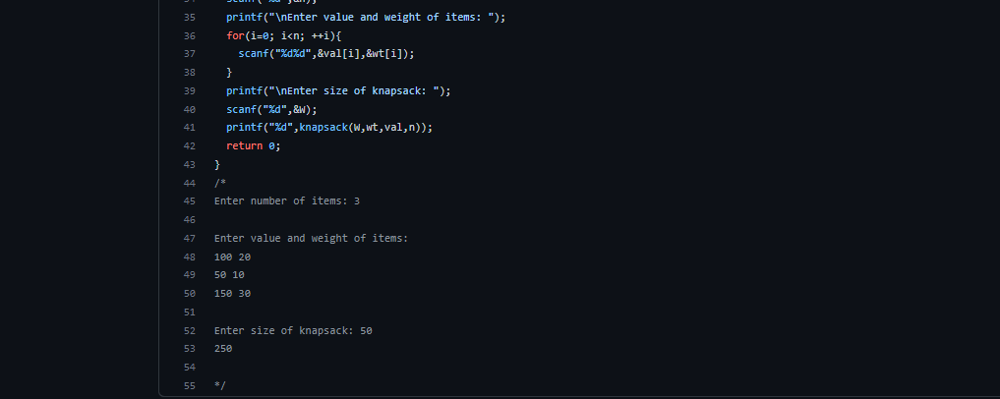 35 printf("\nEnter value and weight of items: ");
36 for(i=0; i<n; ++i){
37 scanf("%d%d",&val[i],&wt[i]);
38 }
39 printf("\nEnter size of knapsack: ");
40 scanf("%d",&W);
41 printf("%d",knapsack(W,wt,val,n));
42 return 0;
43 }
44 /*
45 Enter number of items: 3
46
47 Enter value and weight of items:
48 100 20
49 50 10
50 150 30
51
52 Enter size of knapsack: 50
53 250
54
55 */